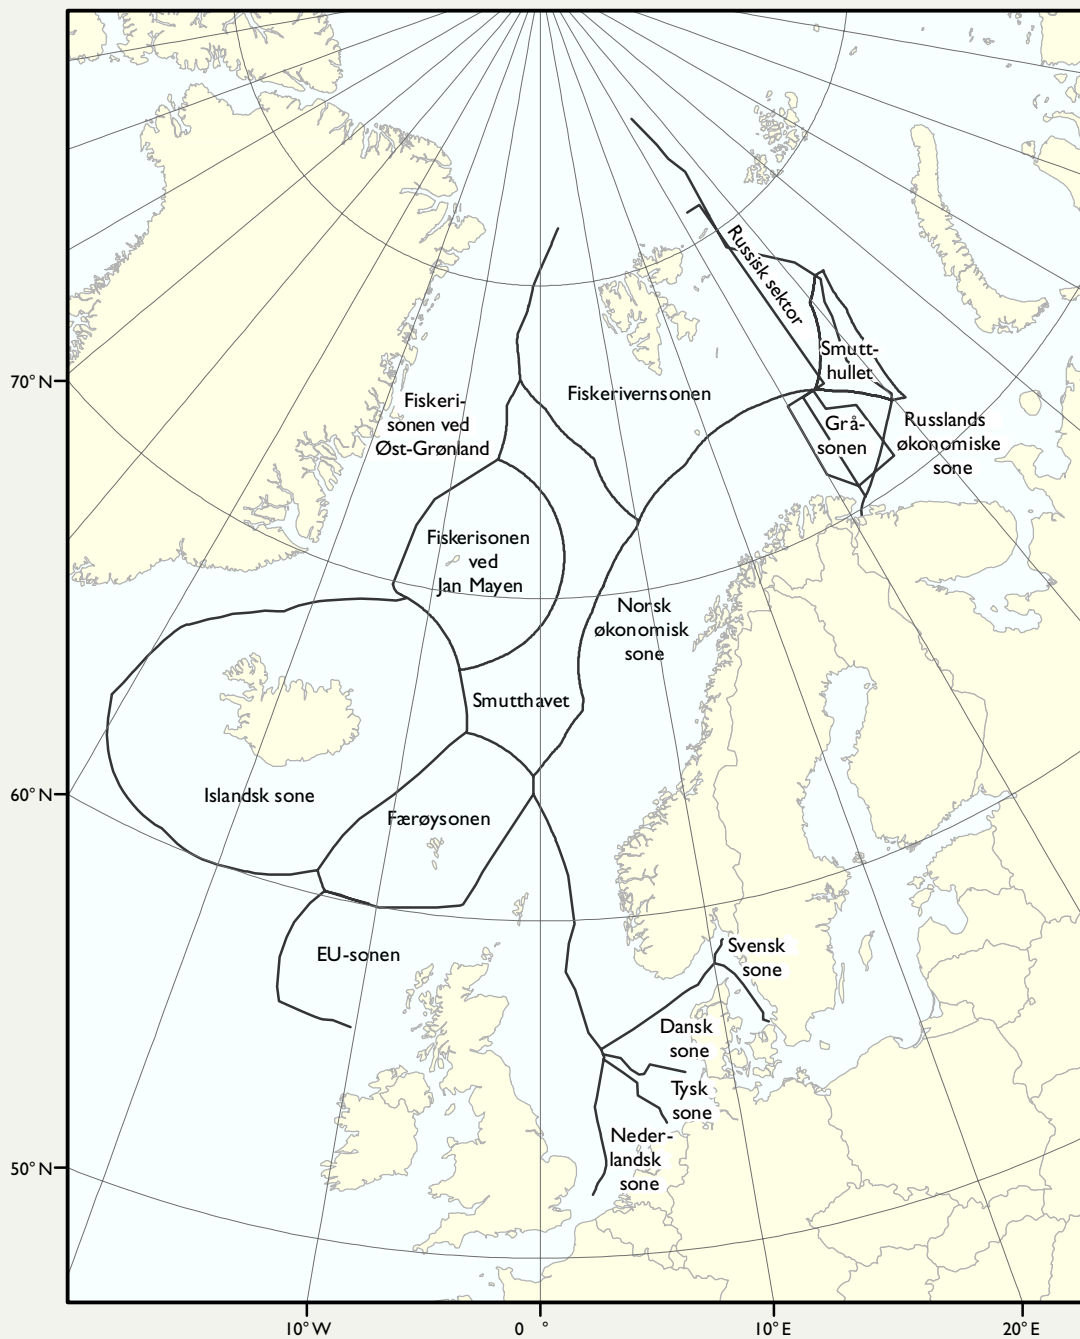 Russisk sektor
Smutt-
hullet
70°N
Fiskerivernsonen
Fiskeri-
sonen ved
Øst-Grønland
Grå-
sonen
Russlands
økonomiske
sone
Fiskerisonen
ved
Jan Mayen
Norsk
økonomisk
sone
Smutthavet
60°N
Islandsk sone
Færøysonen
EU-sonen
Svensk
sone
Dansk
sone
Tysk
sone
Neder-
landsk
sone
50°N
10°W
0 °
10°E
20°E